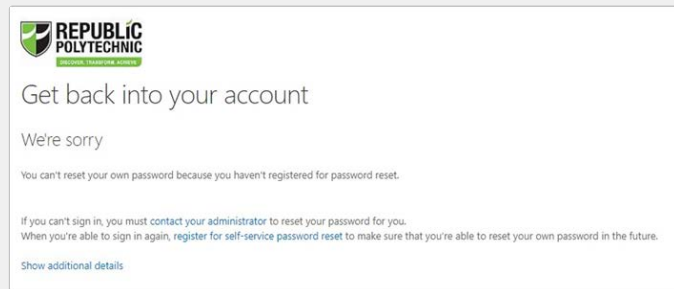 REPUBLIC
POLYTECHNIC
DISCOVER. TRANSFORM. ACHIEVE
Get back into your account
We're sorry
You can't reset your own password because you haven't registered for password reset.
If you can't sign in, you must contact your administrator to reset your password for you.
When you're able to sign in again, register for self-service password reset to make sure that you're able to reset your own password in the future.
Show additional details